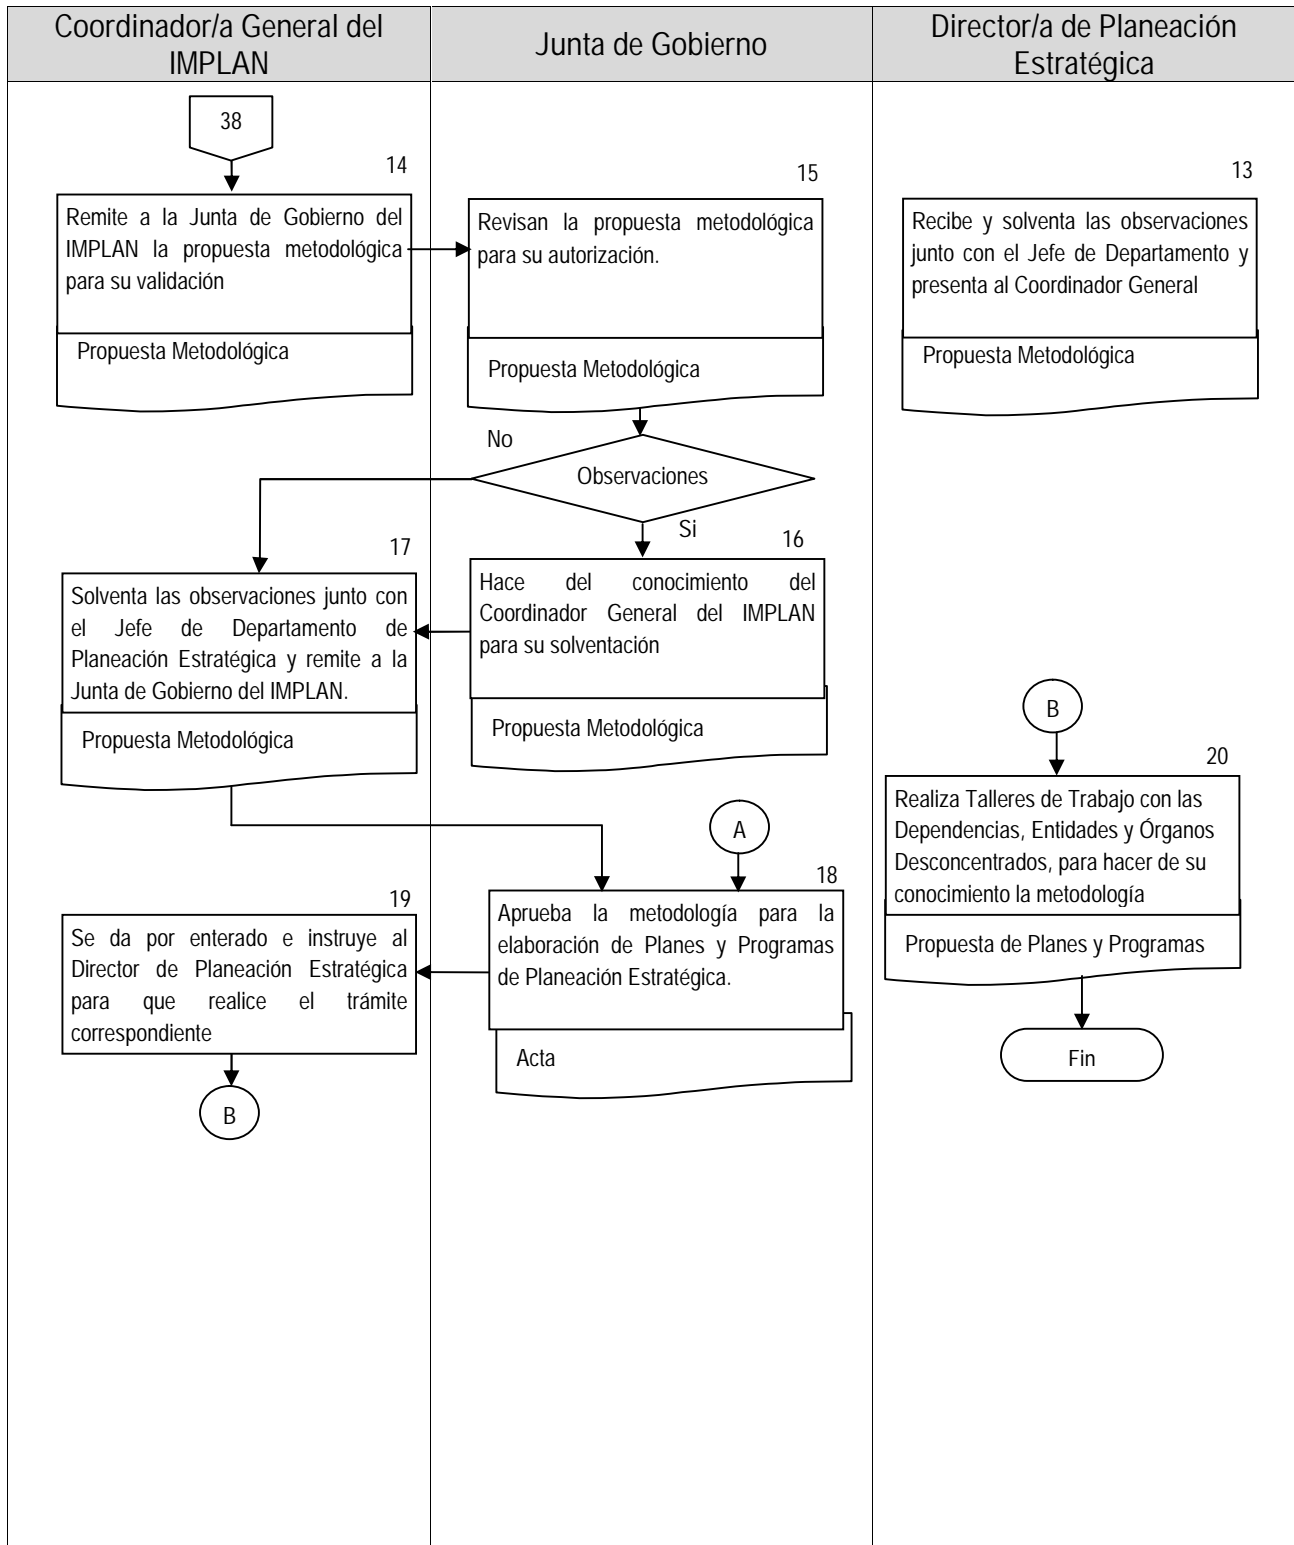 Coordinador/a General del
IMPLAN
Junta de Gobierno
Director/a de Planeación
Estratégica
38
14
Remite a la Junta de Gobierno del
IMPLAN la propuesta metodológica
para su validación
Propuesta Metodológica
15
Revisan la propuesta metodológica
para su autorización.
Propuesta Metodológica
13
Recibe y solventa las observaciones
junto con el Jefe de Departamento y
presenta al Coordinador General
Propuesta Metodológica
No
Observaciones
Si
17
Solventa las observaciones junto con
el Jefe de Departamento de
Planeación Estratégica y remite a la
Junta de Gobierno del IMPLAN.
Propuesta Metodológica
16
Hace del conocimiento del
Coordinador General del IMPLAN
para su solventación
Propuesta Metodológica
B
20
Realiza Talleres de Trabajo con las
Dependencias, Entidades y Órganos
Desconcentrados, para hacer de su
conocimiento la metodología
Propuesta de Planes y Programas
Fin
A
18
Aprueba la metodología para la
elaboración de Planes y Programas
de Planeación Estratégica.
Acta
19
Se da por enterado e instruye al
Director de Planeación Estratégica
para que realice el trámite
correspondiente
B